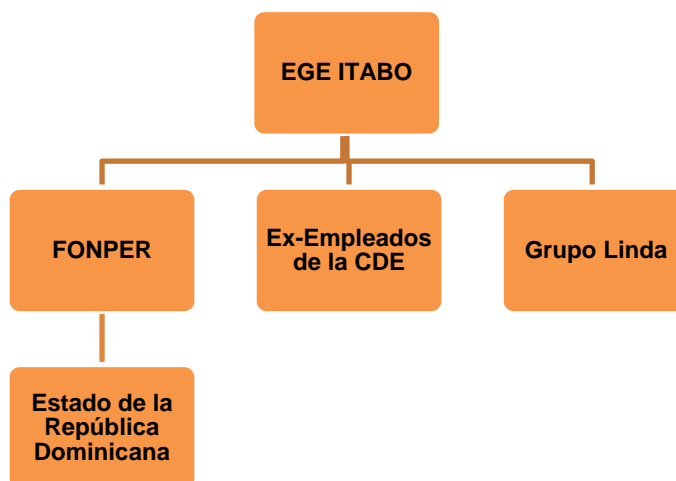 EGE ITABO
FONPER
Ex-Empleados
de la CDE
Grupo Linda
Estado de la
República
Dominicana